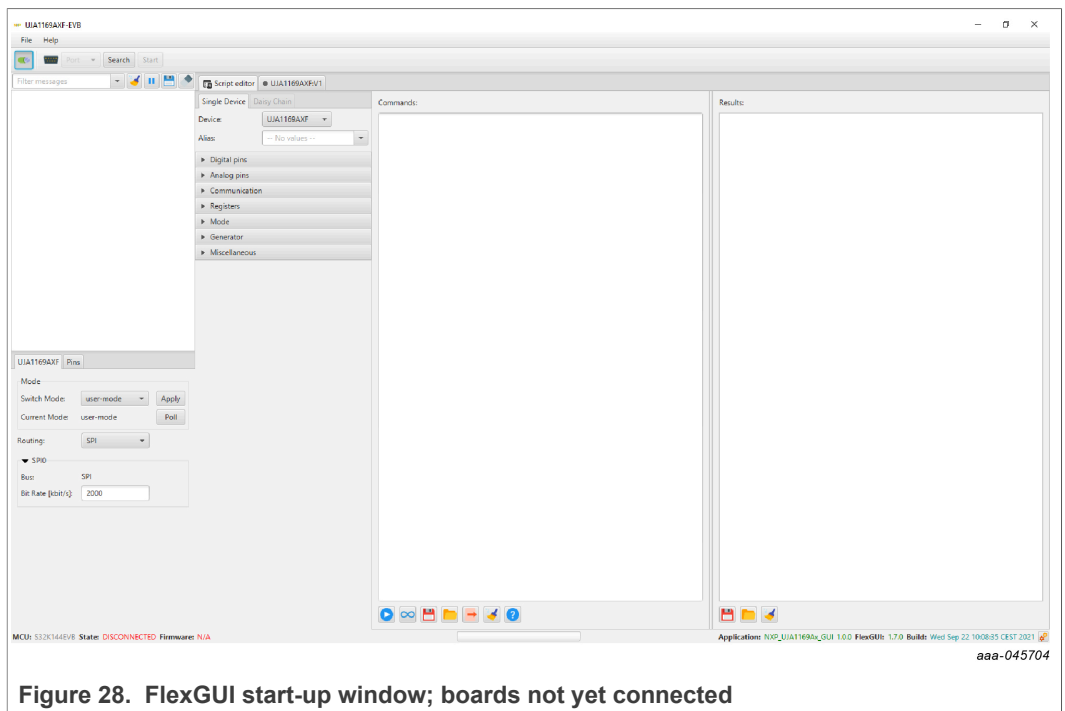 UJA1169AXF-EVB
File Help
Port Search Start
Filter messages
Script editor UJA1169AXF:V1
Single Device Daisy Chain
Device: UJA1169AXF
Alias: -- No values --
Digital pins
Analog pins
Communication
Registers
Mode
Generator
Miscellaneous
Commands:
Results:
UJA1169AXF Pins
Mode
Switch Mode: user-mode Apply
Current Mode: user-mode Poll
Routing: SPI
SPI0
Bus: SPI
Bit Rate [kbit/s]: 2000
MCU: S32K144EVB State: DISCONNECTED Firmware: N/A
Application: NXP_UJA1169Ax_GUI 1.0.0 FlexGUI: 1.7.0 Build: Wed Sep 22 10:08:35 CEST 2021
aaa-045704
Figure 28. FlexGUI start-up window; boards not yet connected